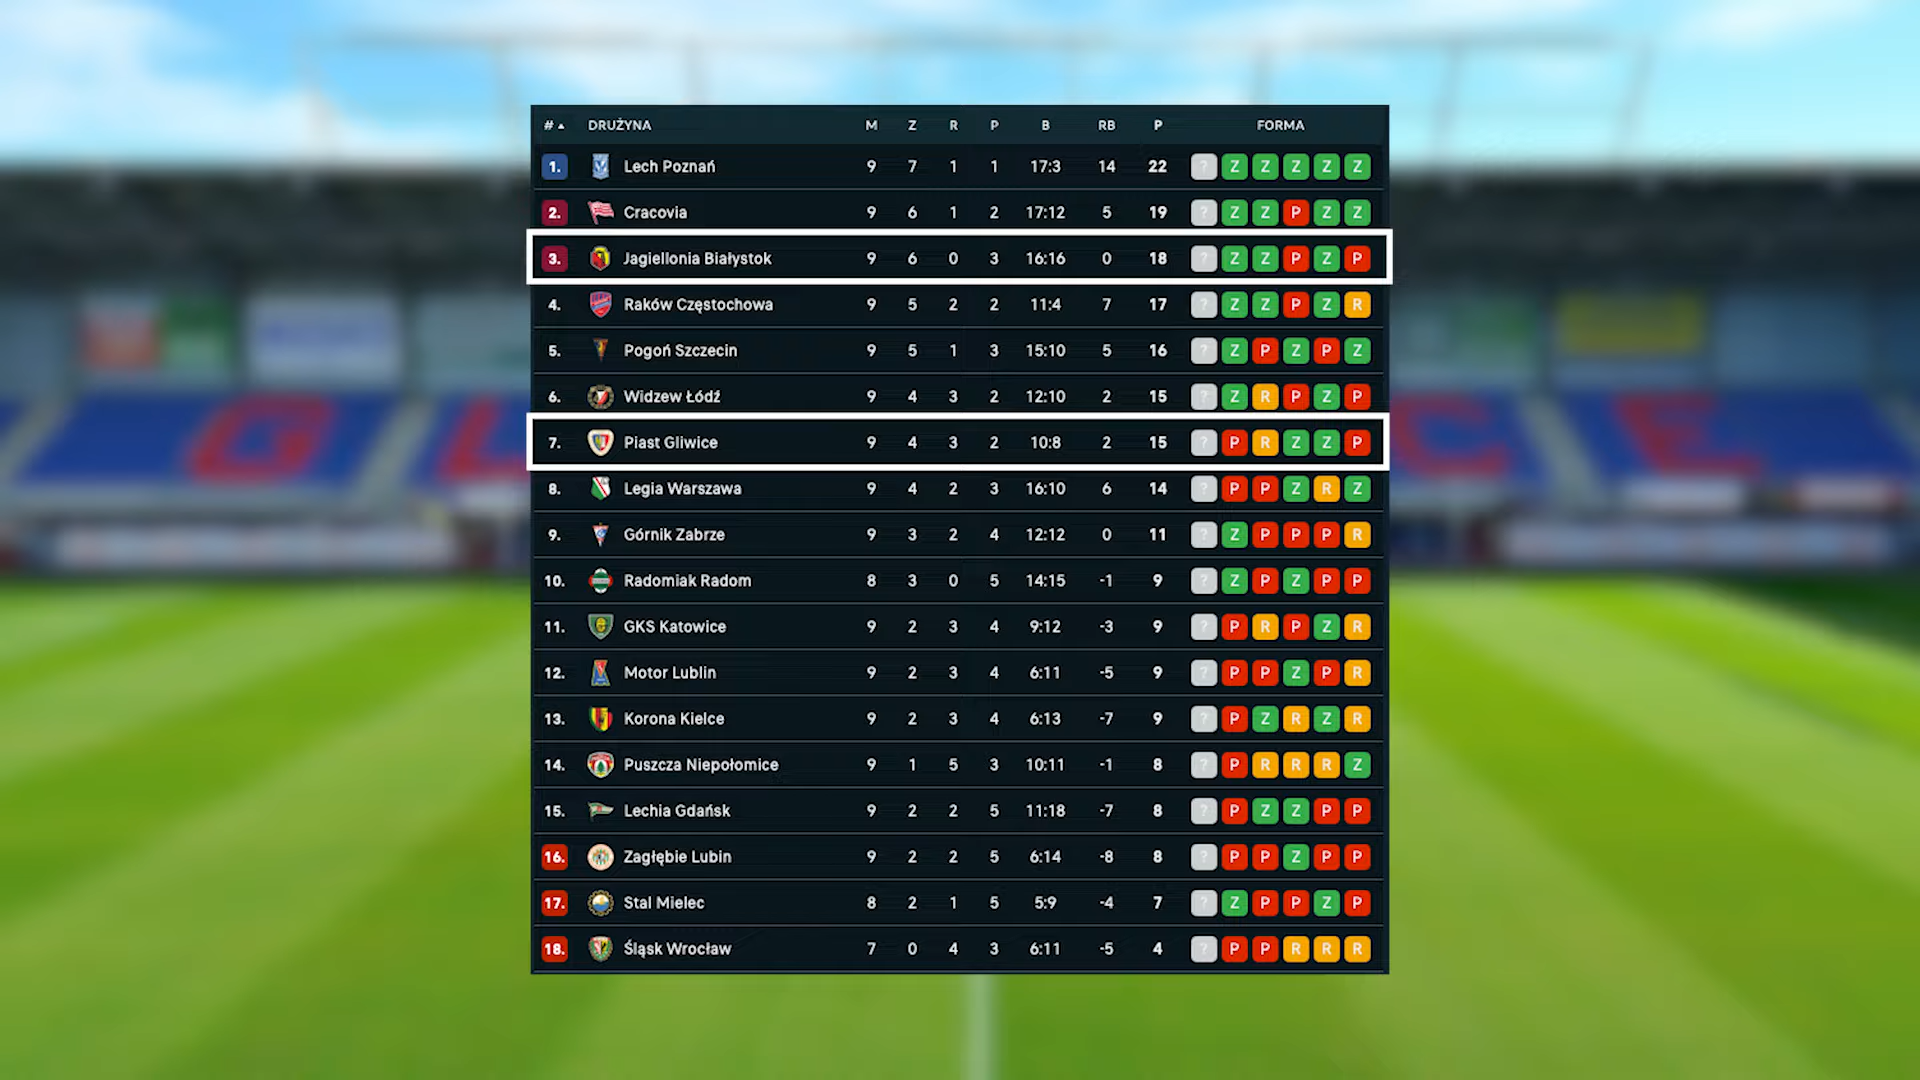 # DRUŻYNA M Z R P B RB P FORMA
1. Lech Poznań 9 7 1 1 17:3 14 22 ? Z Z Z Z Z
2. Cracovia 9 6 1 2 17:12 5 19 ? Z Z P Z Z
3. Jagiellonia Białystok 9 6 0 3 16:16 0 18 ? Z Z P Z P
4. Raków Częstochowa 9 5 2 2 11:4 7 17 ? Z Z P Z R
5. Pogoń Szczecin 9 5 1 3 15:10 5 16 ? Z P Z P Z
6. Widzew Łódź 9 4 3 2 12:10 2 15 ? Z R P Z P
7. Piast Gliwice 9 4 3 2 10:8 2 15 ? P R Z Z P
8. Legia Warszawa 9 4 2 3 16:10 6 14 ? P P Z R Z
9. Górnik Zabrze 9 3 2 4 12:12 0 11 ? Z P P P R
10. Radomiak Radom 8 3 0 5 14:15 -1 9 ? Z P Z P P
11. GKS Katowice 9 2 3 4 9:12 -3 9 ? P R P Z R
12. Motor Lublin 9 2 3 4 6:11 -5 9 ? P P Z P R
13. Korona Kielce 9 2 3 4 6:13 -7 9 ? P Z R Z R
14. Puszcza Niepołomice 9 1 5 3 10:11 -1 8 ? P R R R Z
15. Lechia Gdańsk 9 2 2 5 11:18 -7 8 ? P Z Z P P
16. Zagłębie Lubin 9 2 2 5 6:14 -8 8 ? P P Z P P
17. Stal Mielec 8 2 1 5 5:9 -4 7 ? Z P P Z P
18. Śląsk Wrocław 7 0 4 3 6:11 -5 4 ? P P R R R
G L C E